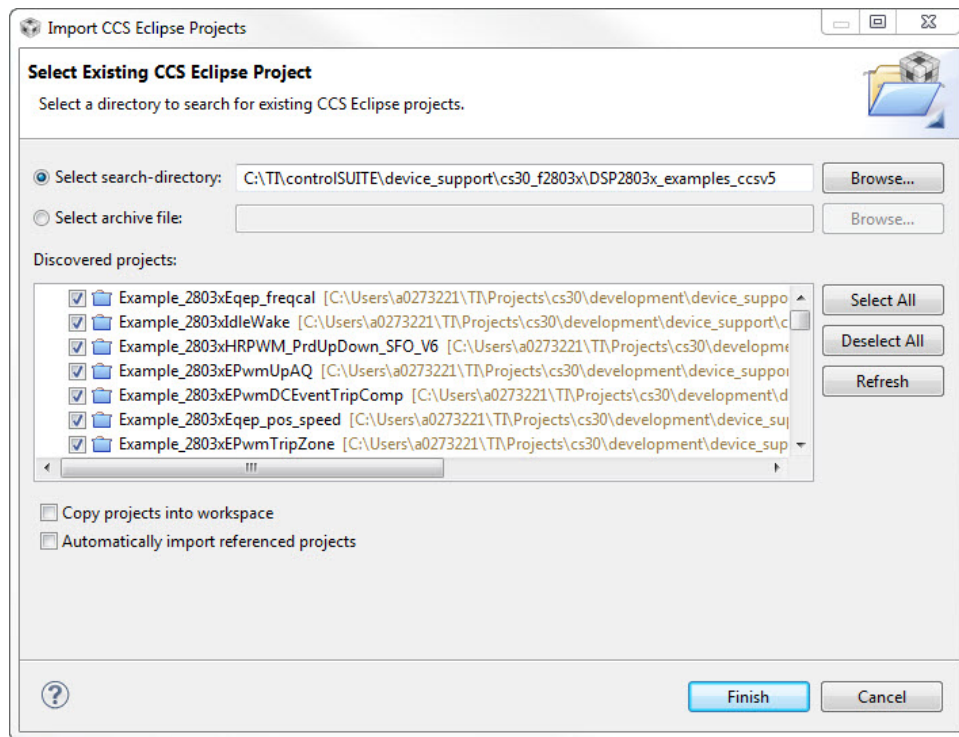 Import CCS Eclipse Projects
Select Existing CCS Eclipse Project
Select a directory to search for existing CCS Eclipse projects.
Select search-directory: C:\TI\controlSUITE\device_support\cs30_f2803x\DSP2803x_examples_ccsv5 Browse...
Select archive file: Browse...
Discovered projects:
Example_2803xEqep_freqcal [C:\Users\a0273221\TI\Projects\cs30\development\device_suppo Select All
Example_2803xIdleWake [C:\Users\a0273221\TI\Projects\cs30\development\device_support\c
Example_2803xHRPWM_PrdUpDown_SFO_V6 [C:\Users\a0273221\TI\Projects\cs30\developme Deselect All
Example_2803xEPwmUpAQ [C:\Users\a0273221\TI\Projects\cs30\development\device_suppor Refresh
Example_2803xEPwmDCEventTripComp [C:\Users\a0273221\TI\Projects\cs30\development\d
Example_2803xEqep_pos_speed [C:\Users\a0273221\TI\Projects\cs30\development\device_su
Example_2803xEPwmTripZone [C:\Users\a0273221\TI\Projects\cs30\development\device_sup
Copy projects into workspace
Automatically import referenced projects
Finish Cancel